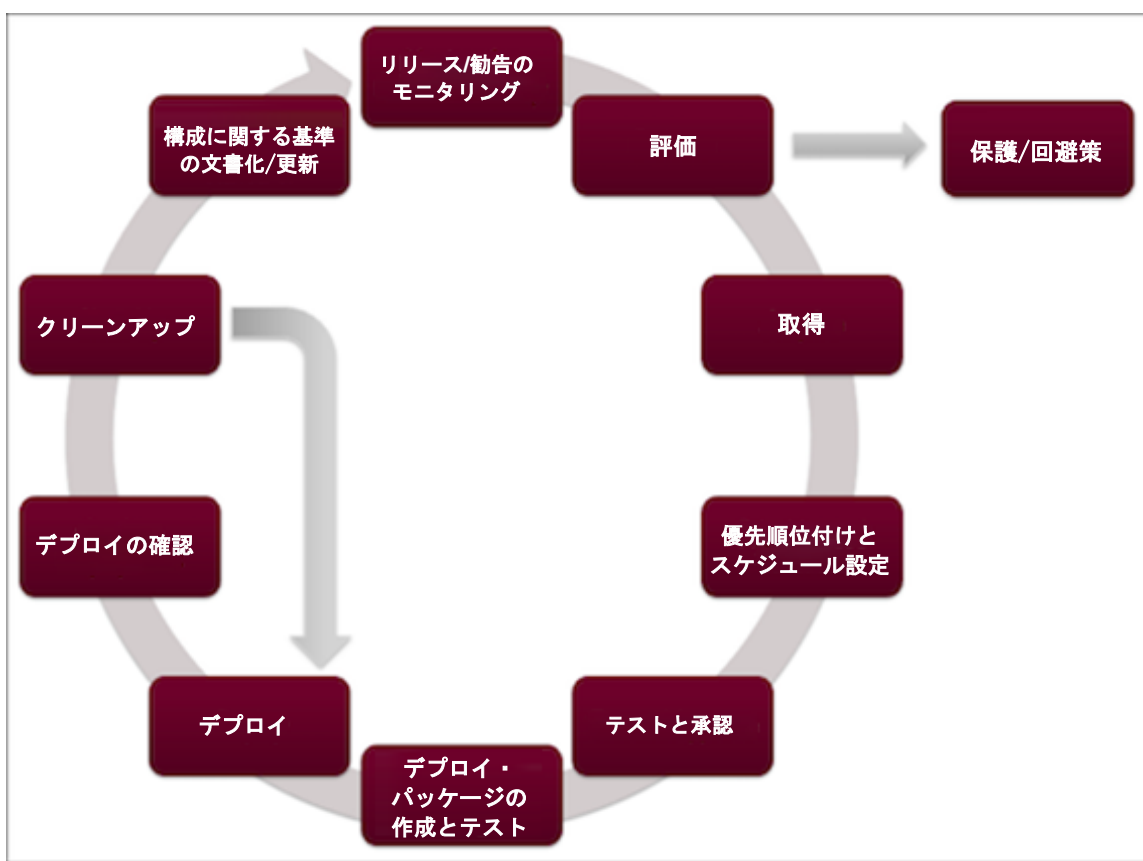 リリース/勧告の
モニタリング
評価
保護/回避策
取得
優先順位付けと
スケジュール設定
テストと承認
デプロイ・
パッケージの
作成とテスト
デプロイ
デプロイの確認
クリーンアップ
構成に関する基準
の文書化/更新